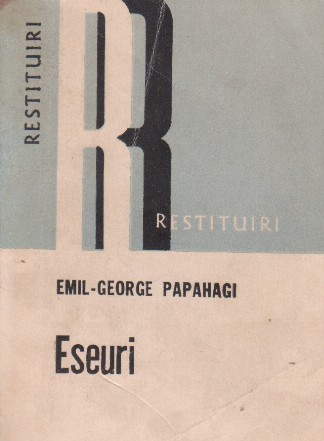 RESTITUIRI
R
RESTITUIRI
EMIL-GEORGE PAPAHAGI
Eseuri